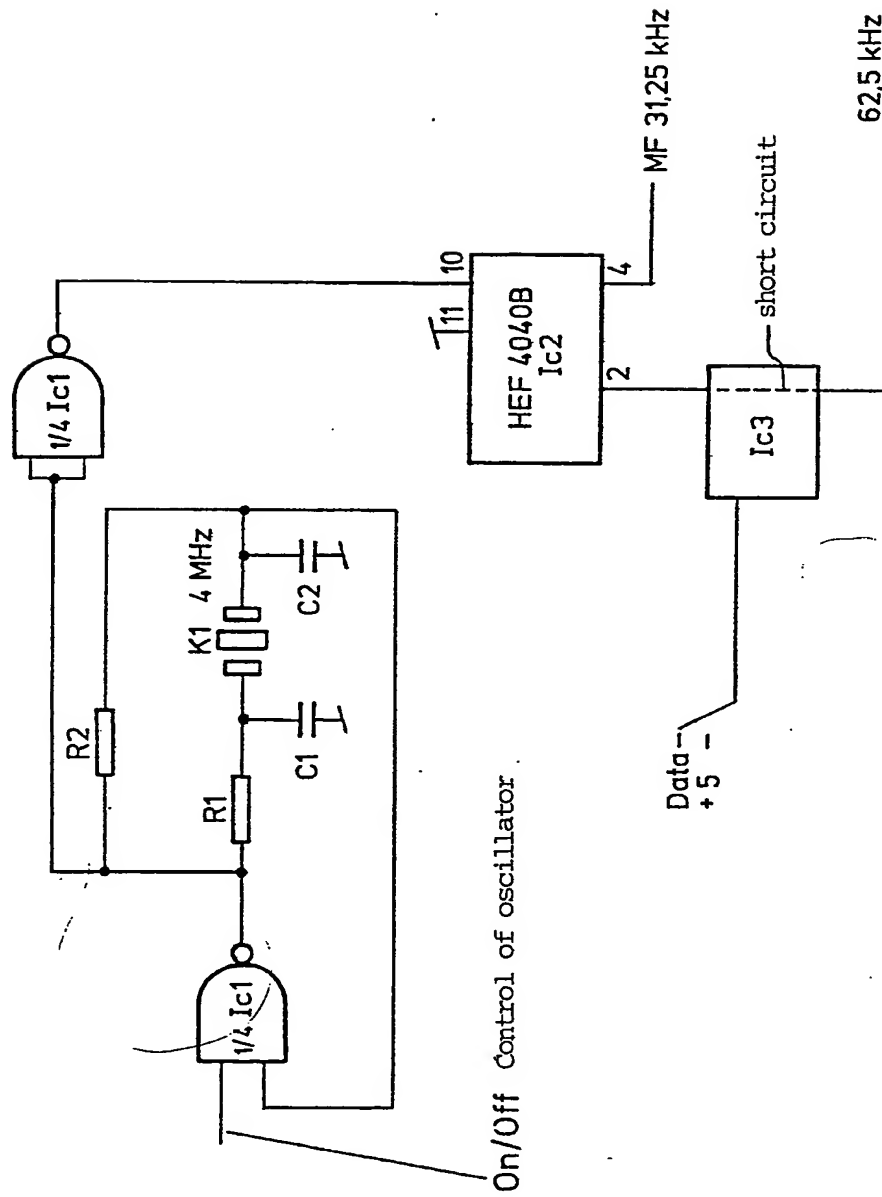 1/4 Ic1
R2
K1 4 MHz
R1
C1
C2
1/4 Ic1
On/Off Control of oscillator
10
11
HEF 4040B
Ic2
2
4
MF 31,25 kHz
Data
+ 5
Ic3
short circuit
62,5 kHz